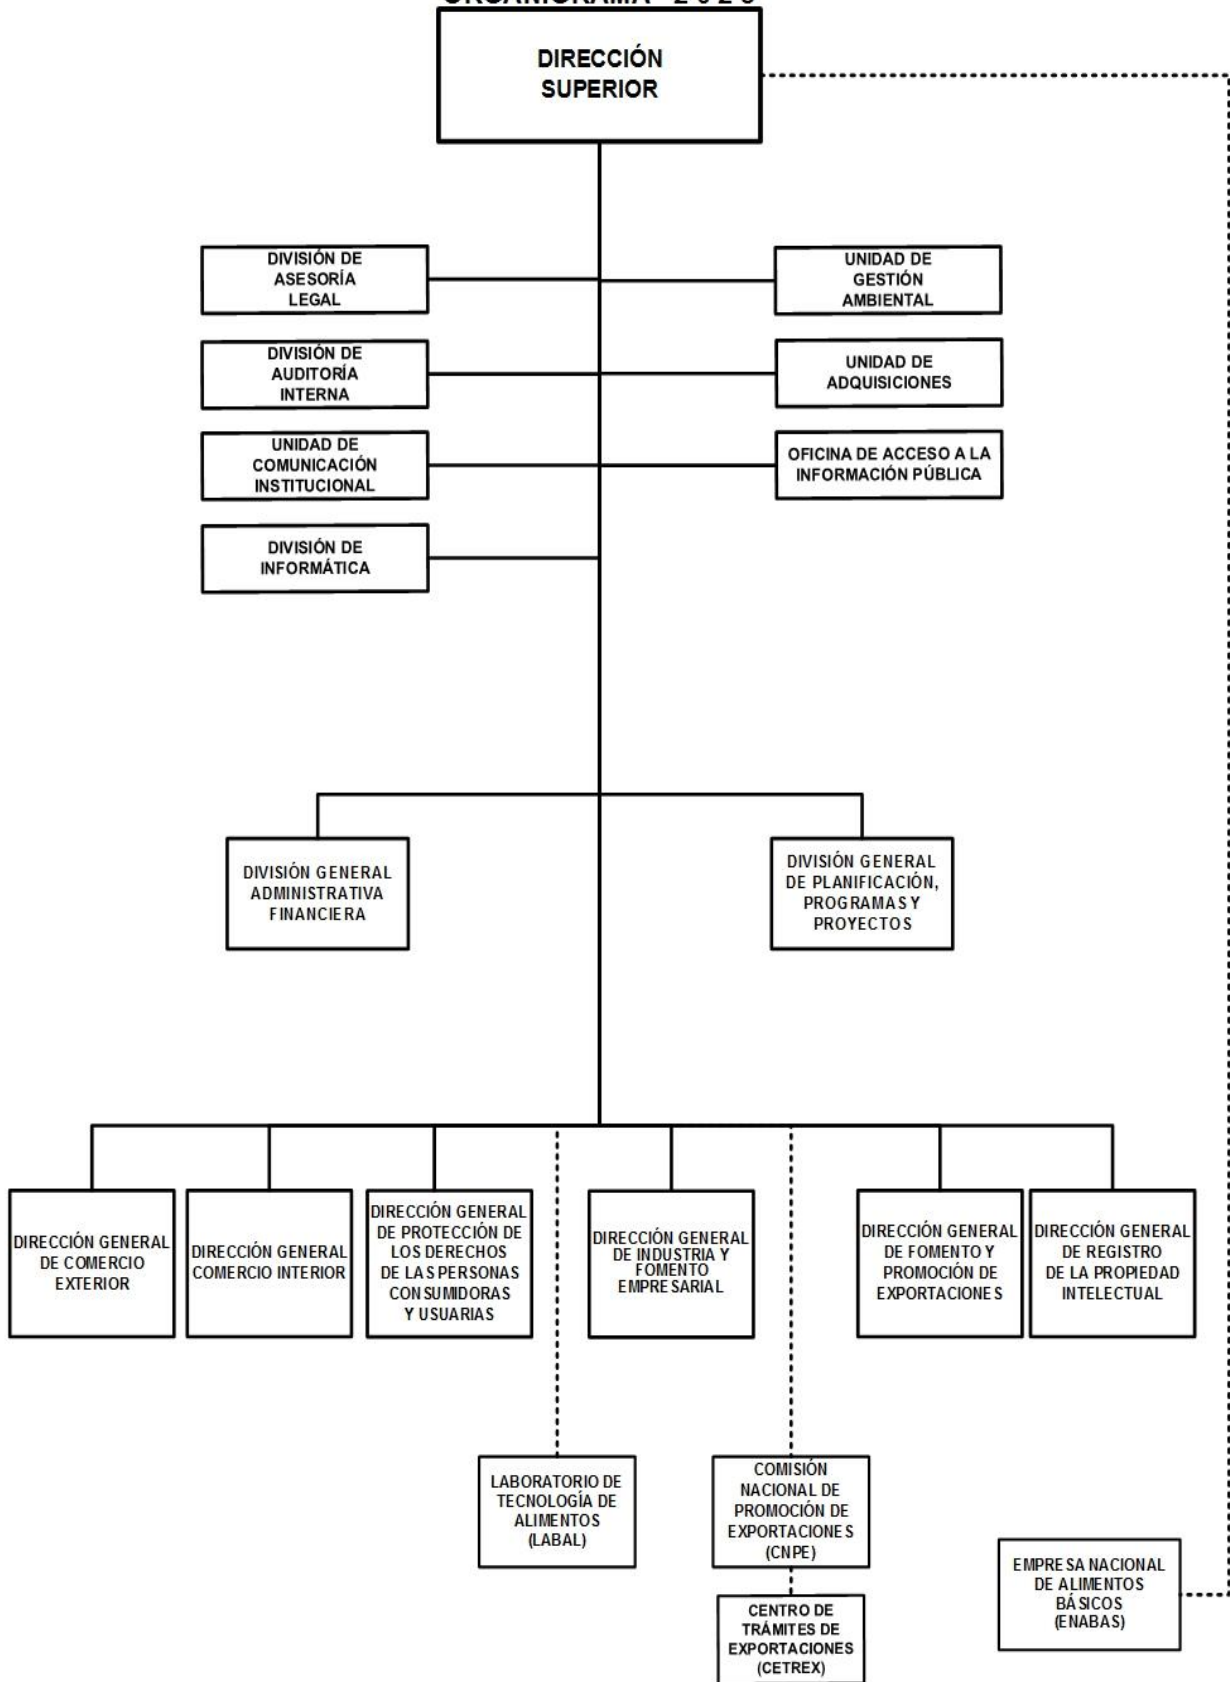 ORGANIGRAMA 2023
DIRECCIÓN
SUPERIOR
DIVISIÓN DE
ASESORÍA
LEGAL
UNIDAD DE
GESTIÓN
AMBIENTAL
DIVISIÓN DE
AUDITORÍA
INTERNA
UNIDAD DE
ADQUISICIONES
UNIDAD DE
COMUNICACIÓN
INSTITUCIONAL
OFICINA DE ACCESO A LA
INFORMACIÓN PÚBLICA
DIVISIÓN DE
INFORMÁTICA
DIVISIÓN GENERAL
ADMINISTRATIVA
FINANCIERA
DIVISIÓN GENERAL
DE PLANIFICACIÓN,
PROGRAMAS Y
PROYECTOS
DIRECCIÓN GENERAL
DE COMERCIO
EXTERIOR
DIRECCIÓN GENERAL
COMERCIO INTERIOR
DIRECCIÓN GENERAL
DE PROTECCIÓN DE
LOS DERECHOS
DE LAS PERSONAS
CONSUMIDORAS
Y USUARIAS
DIRECCIÓN GENERAL
DE INDUSTRIA Y
FOMENTO
EMPRESARIAL
DIRECCIÓN GENERAL
DE FOMENTO Y
PROMOCIÓN DE
EXPORTACIONES
DIRECCIÓN GENERAL
DE REGISTRO
DE LA PROPIEDAD
INTELECTUAL
LABORATORIO DE
TECNOLOGÍA DE
ALIMENTOS
(LABAL)
COMISIÓN
NACIONAL DE
PROMOCIÓN DE
EXPORTACIONES
(CNPE)
CENTRO DE
TRÁMITES DE
EXPORTACIONES
(CETREX)
EMPRESA NACIONAL
DE ALIMENTOS
BÁSICOS
(ENABAS)